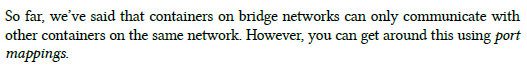 So far, we’ve said that containers on bridge networks can only communicate with
other containers on the same network. However, you can get around this using port
mappings.